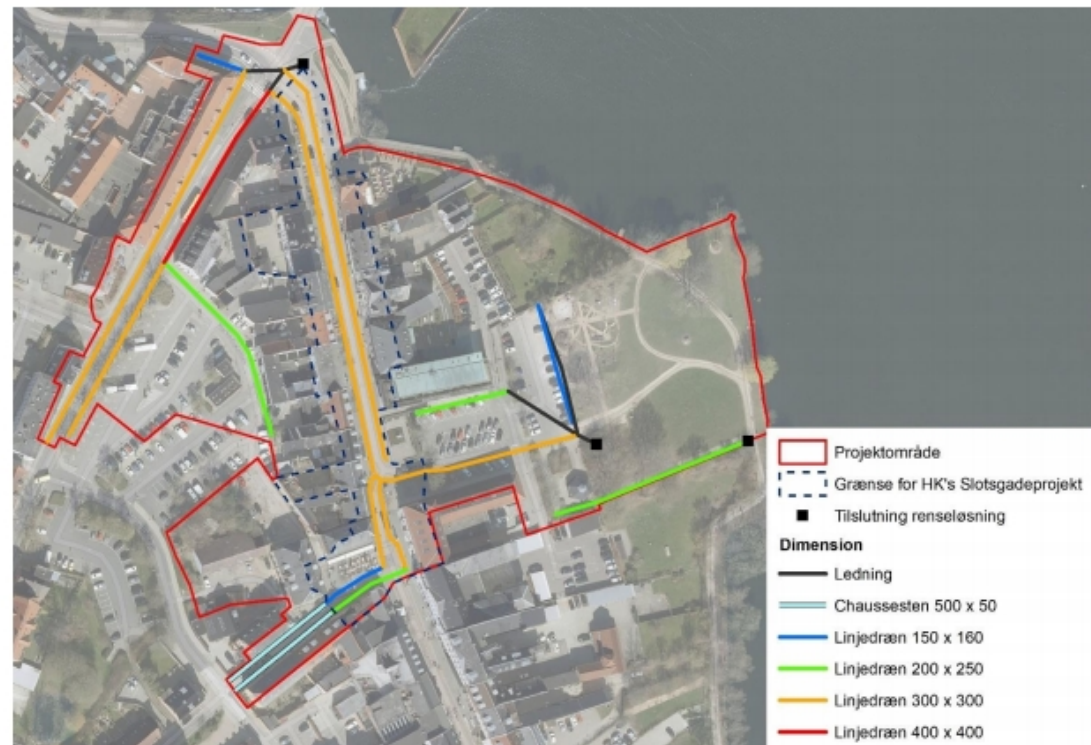 Projektområde
Grænse for HK's Slotsgadeprojekt
Tilslutning renseløsning
Dimension
Ledning
Chaussesten 500 x 50
Linjedræn 150 x 160
Linjedræn 200 x 250
Linjedræn 300 x 300
Linjedræn 400 x 400